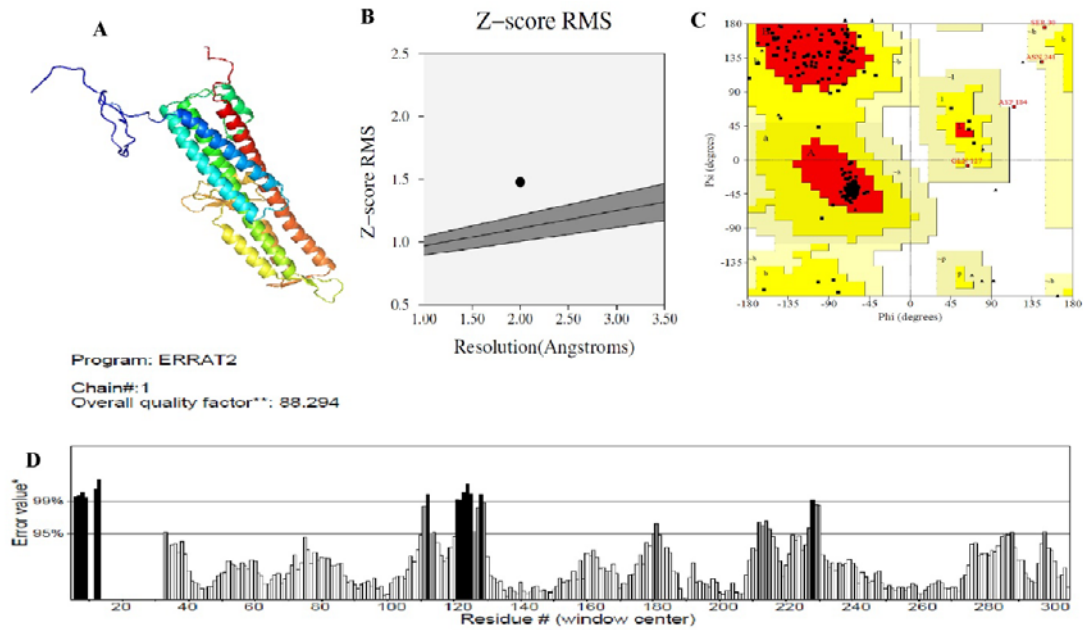 A
B
Z−score RMS
Z−score RMS
2.5
2.0
1.5
1.0
0.5
1.00
1.50
2.00
2.50
3.00
3.50
Resolution(Angstroms)
C
Psi (degrees)
180
135
90
45
0
-45
-90
-135
-180
-135
-90
-45
0
45
90
135
180
Phi (degrees)
A
a
b
~b
~a
l
~l
p
~p
Program: ERRAT2
Chain#:1
Overall quality factor**: 88.294
D
Error value*
99%
95%
20
40
60
80
100
120
140
160
180
200
220
240
260
280
300
Residue # (window center)